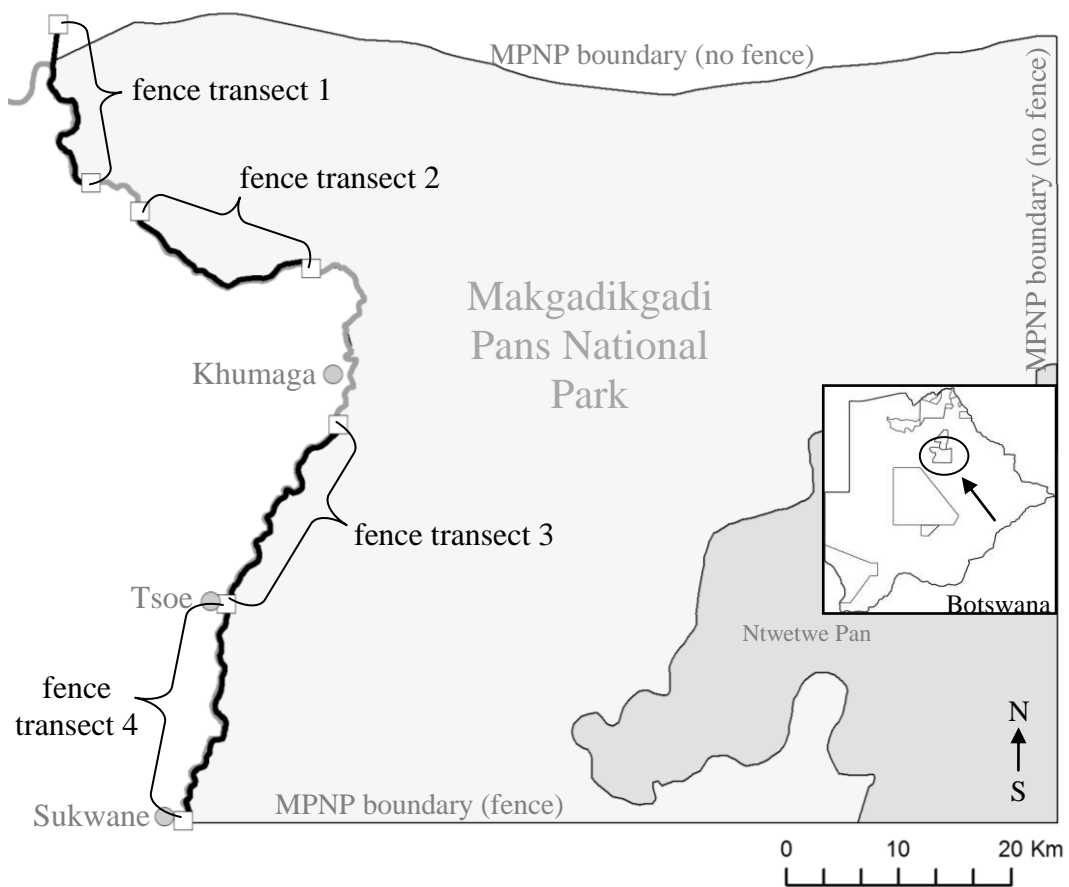 MPNP boundary (no fence)
fence transect 1
MPNP boundary (no fence)
fence transect 2
Makgadikgadi
Pans National
Park
Khumaga
fence transect 3
Botswana
Tsoe
Ntwetwe Pan
fence
transect 4
N
S
MPNP boundary (fence)
Sukwane
0 10 20 Km